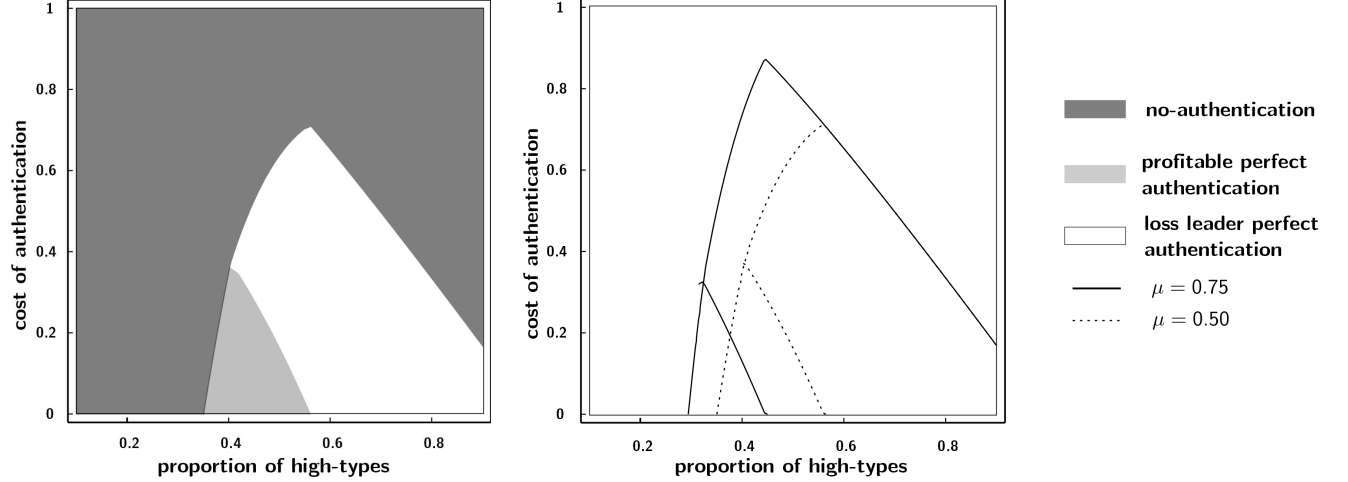 1
0.8
0.6
0.4
0.2
0
cost of authentication
0.2
0.4
0.6
0.8
proportion of high-types
1
0.8
0.6
0.4
0.2
0
cost of authentication
0.2
0.4
0.6
0.8
proportion of high-types
no-authentication
profitable perfect
authentication
loss leader perfect
authentication
μ = 0.75
μ = 0.50